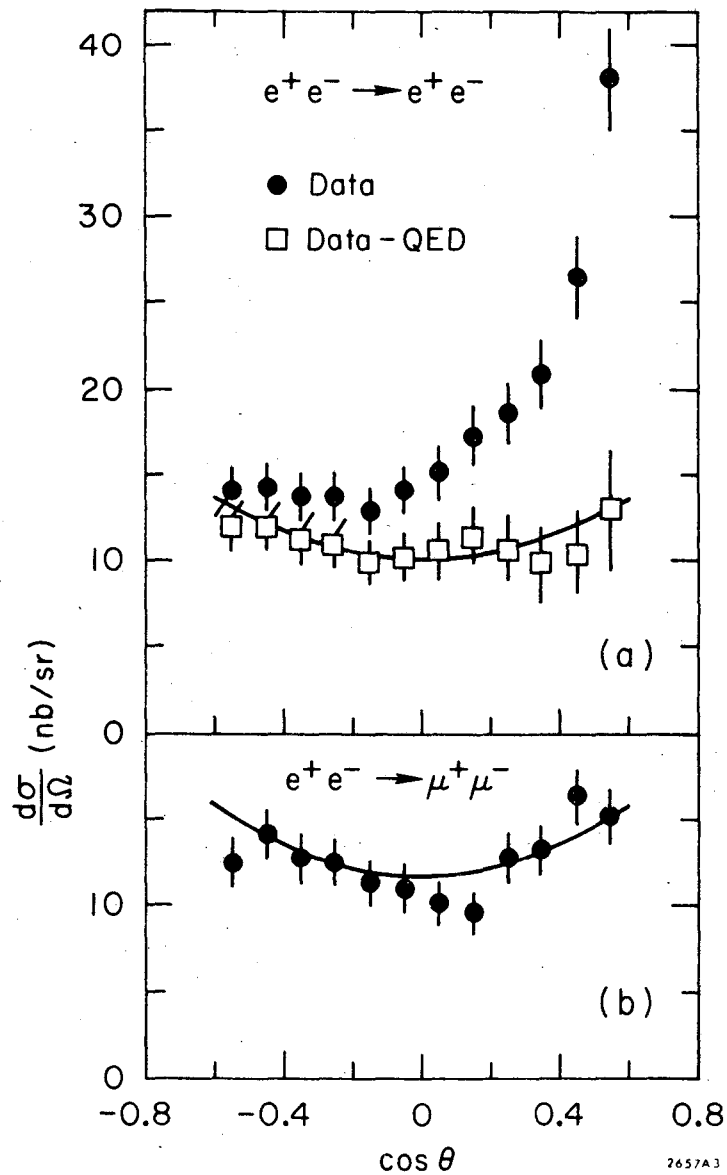 40
e⁺e⁻ → e⁺e⁻
● Data
30
□ Data-QED
20
10
(a)
0
dσ/dΩ (nb/sr)
e⁺e⁻ → μ⁺μ⁻
10
(b)
0
-0.8 -0.4 0 0.4 0.8
cos θ
2657A3